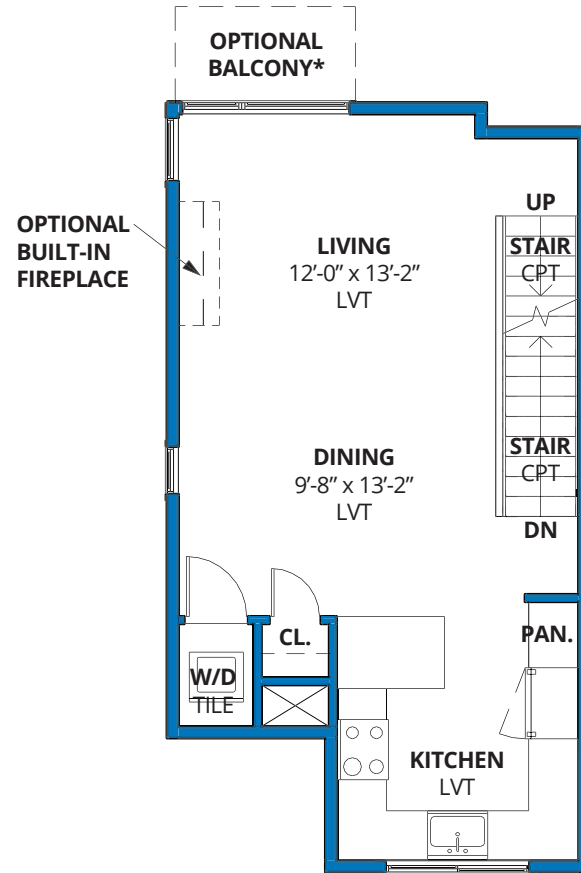 OPTIONAL
BALCONY*
UP
OPTIONAL
BUILT-IN
FIREPLACE
LIVING
12’-0” x 13’-2”
LVT
STAIR
CPT
DINING
9’-8” x 13’-2”
LVT
STAIR
CPT
DN
CL.
PAN.
W/D
TILE
KITCHEN
LVT